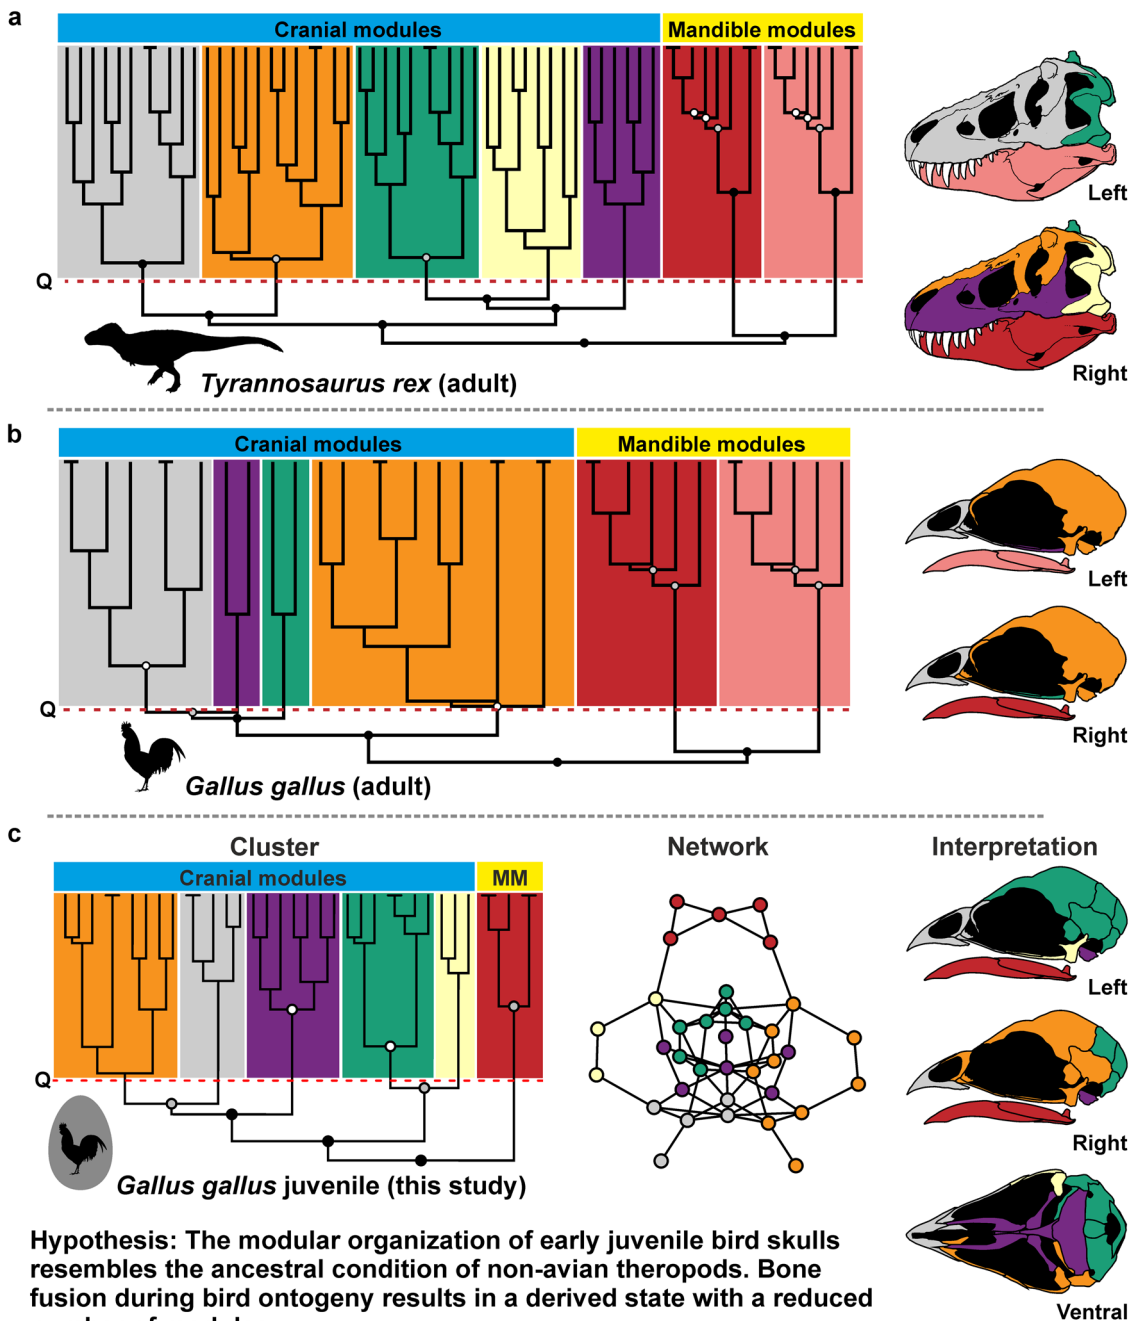 a
Cranial modules
Mandible modules
Left
Q
Right
Tyrannosaurus rex (adult)
b
Cranial modules
Mandible modules
Left
Q
Right
Gallus gallus (adult)
c
Cluster
Network
Interpretation
Cranial modules
MM
Left
Q
Right
Gallus gallus juvenile (this study)
Hypothesis: The modular organization of early juvenile bird skulls
resembles the ancestral condition of non-avian theropods. Bone
fusion during bird ontogeny results in a derived state with a reduced
Ventral